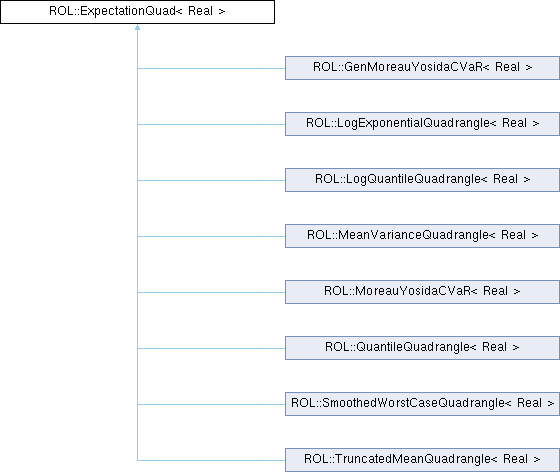 ROL::ExpectationQuad< Real >
ROL::GenMoreauYosidaCVaR< Real >
ROL::LogExponentialQuadrangle< Real >
ROL::LogQuantileQuadrangle< Real >
ROL::MeanVarianceQuadrangle< Real >
ROL::MoreauYosidaCVaR< Real >
ROL::QuantileQuadrangle< Real >
ROL::SmoothedWorstCaseQuadrangle< Real >
ROL::TruncatedMeanQuadrangle< Real >